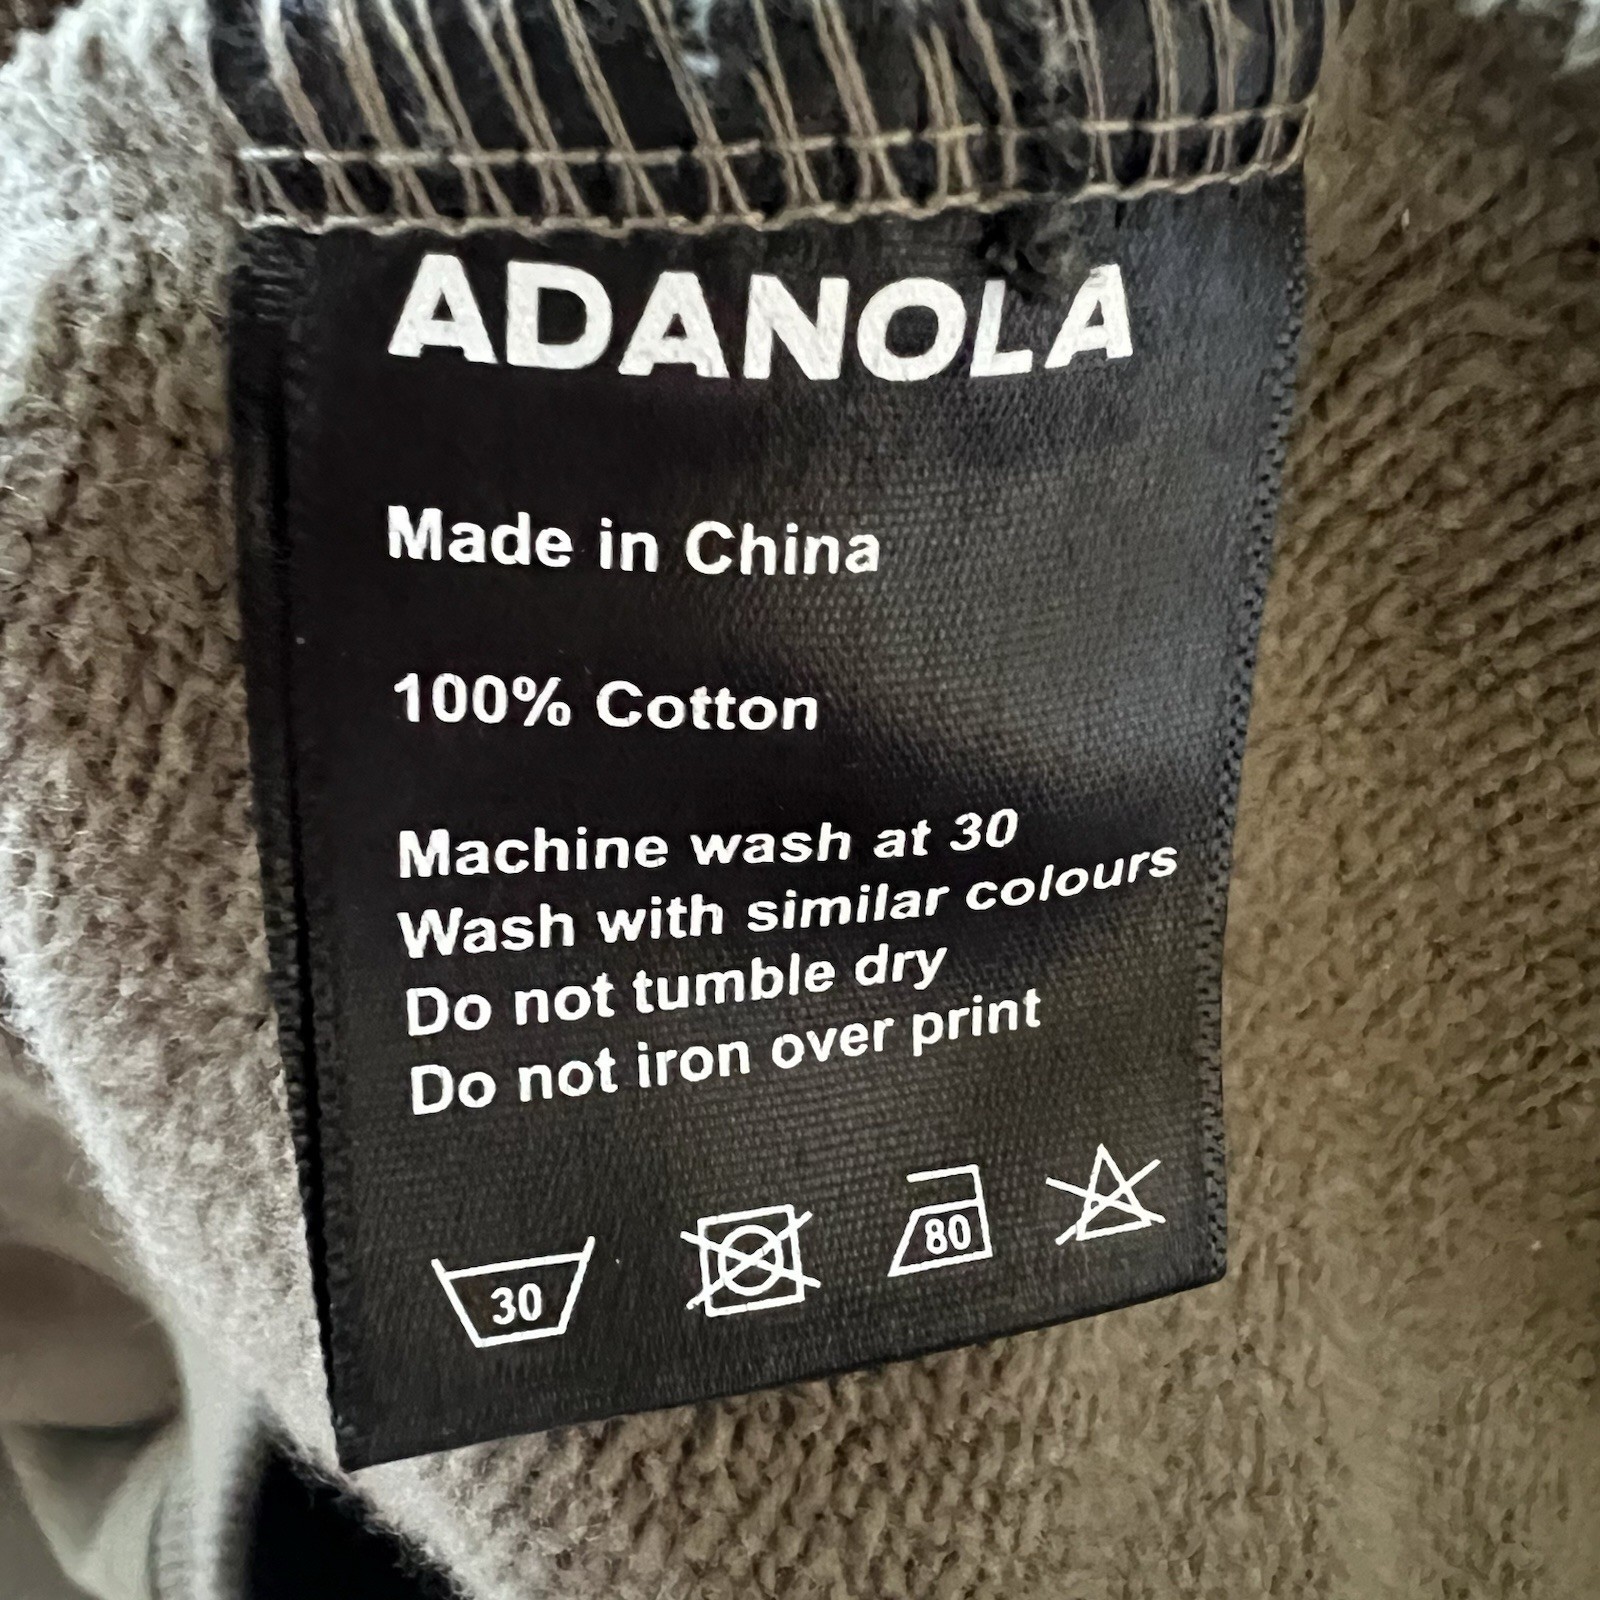 ADANOLA
Made in China
100% Cotton
Machine wash at 30
Wash with similar colours
Do not tumble dry
Do not iron over print
30
80